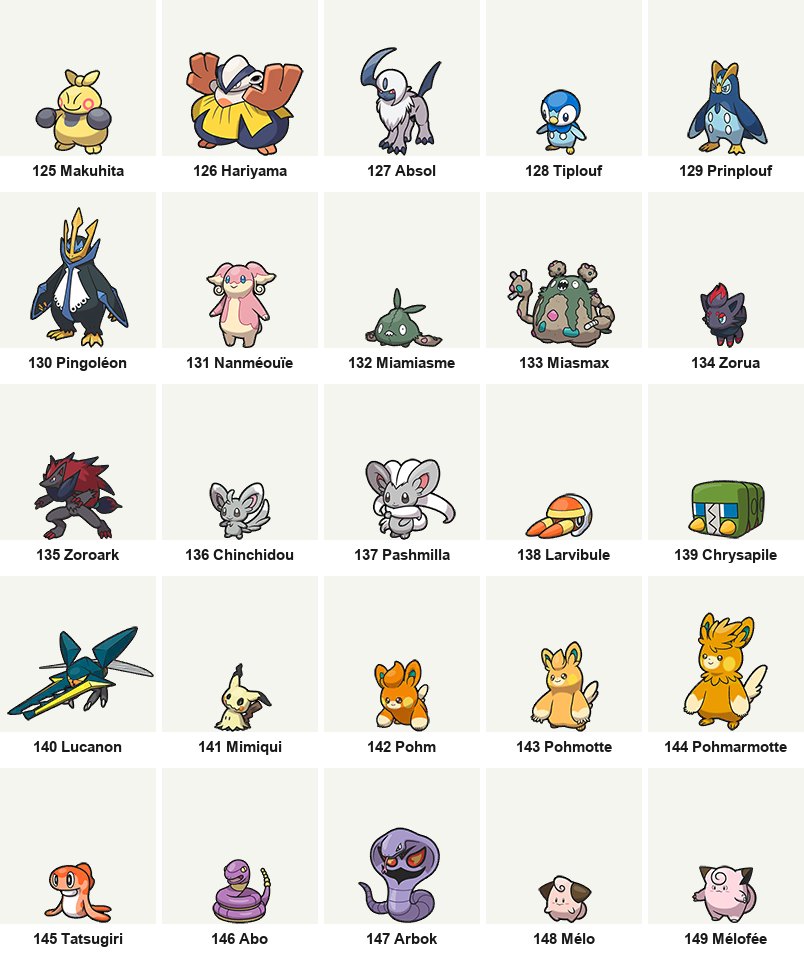 125 Makuhita
126 Hariyama
127 Absol
128 Tiplouf
129 Prinplouf
130 Pingoléon
131 Nanméouïe
132 Miamiasme
133 Miasmax
134 Zorua
135 Zoroark
136 Chinchidou
137 Pashmilla
138 Larvibule
139 Chrysapile
140 Lucanon
141 Mimiqui
142 Pohm
143 Pohmotte
144 Pohmarmotte
145 Tatsugiri
146 Abo
147 Arbok
148 Mélo
149 Mélofée